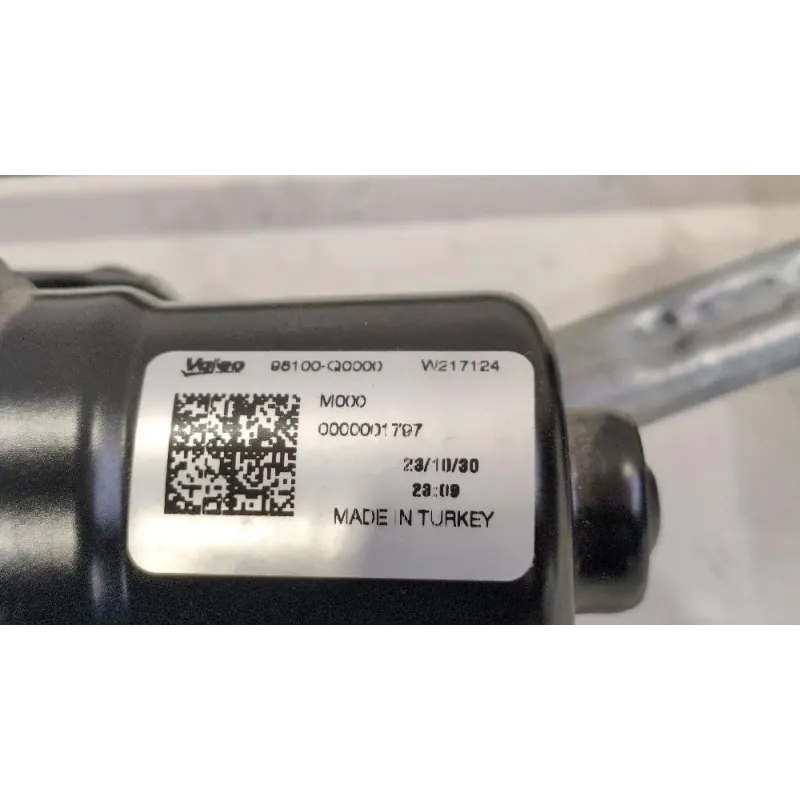 Valeo 98100-Q0000 W217124
M000
0000001797
23/10/30
23:09
MADE IN TURKEY